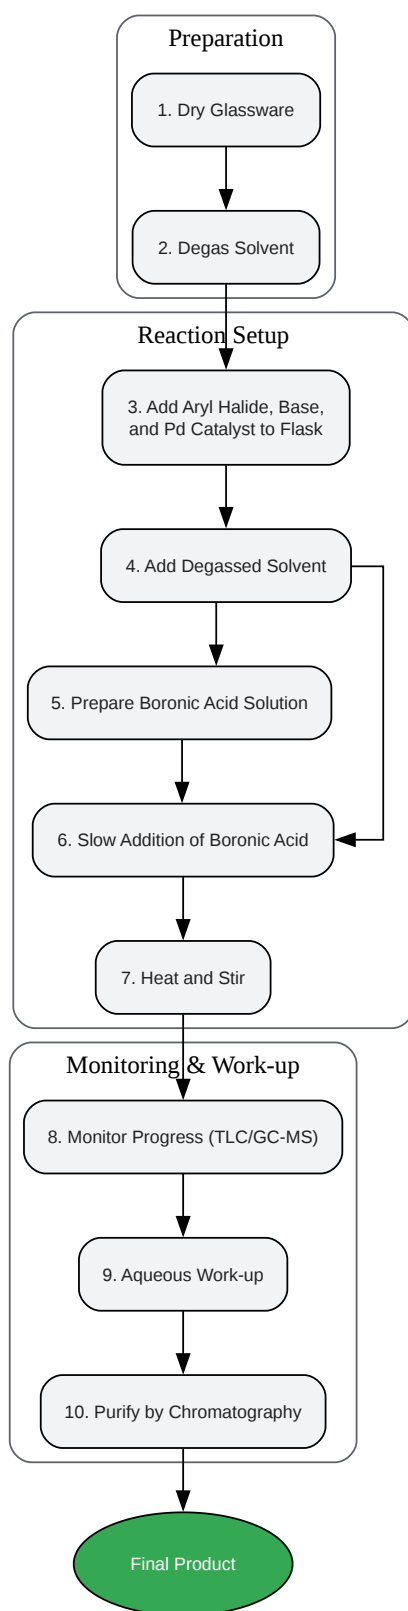 Preparation
1. Dry Glassware
2. Degas Solvent
Reaction Setup
3. Add Aryl Halide, Base,
and Pd Catalyst to Flask
4. Add Degassed Solvent
5. Prepare Boronic Acid Solution
6. Slow Addition of Boronic Acid
7. Heat and Stir
Monitoring & Work-up
8. Monitor Progress (TLC/GC-MS)
9. Aqueous Work-up
10. Purify by Chromatography
Final Product